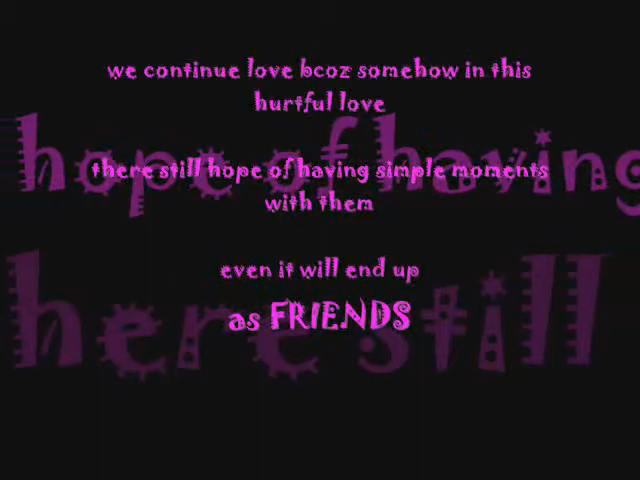 we continue love bcoz somehow in this
hurtful love
hope of having
there still hope of having simple moments
with them
even it will end up
as FRIENDS
here still